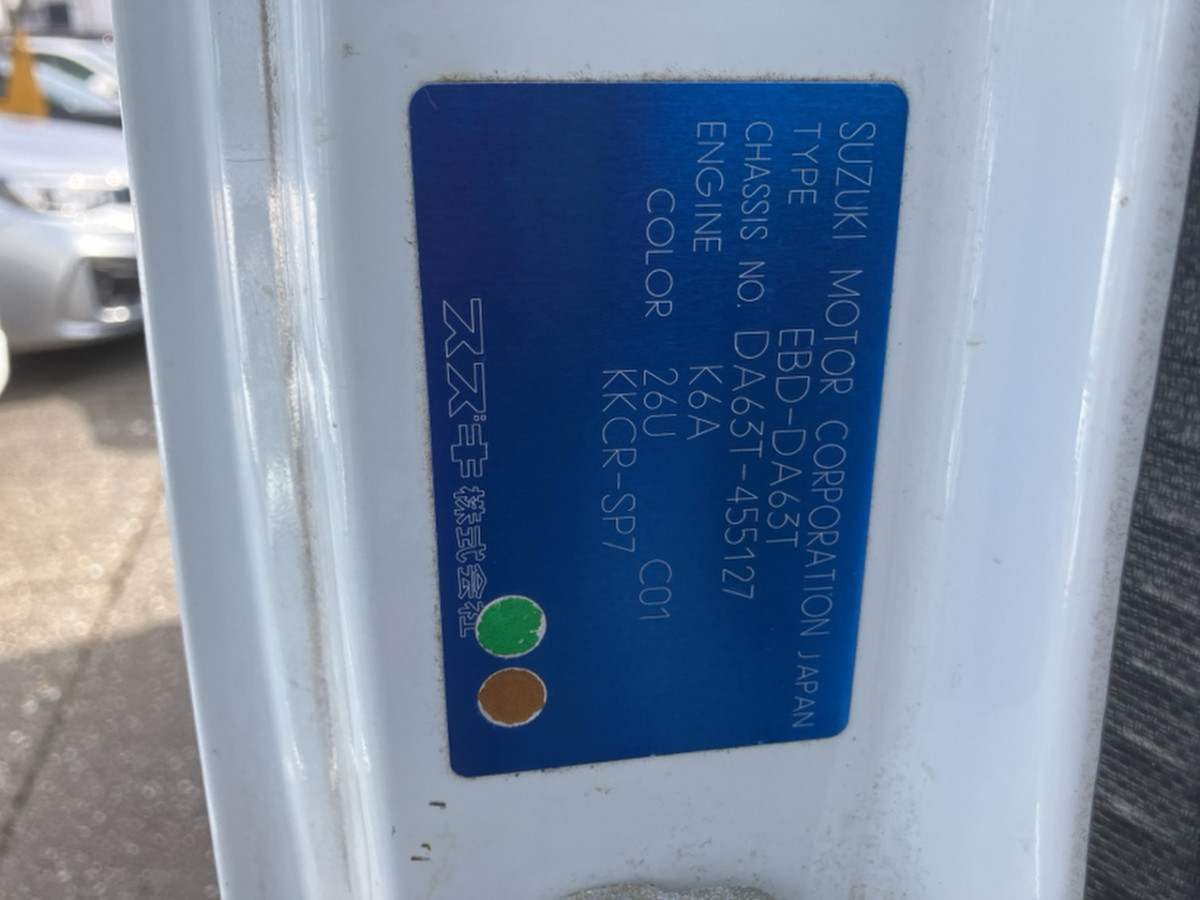 SUZUKI MOTOR CORPORATION JAPAN
TYPE EBD-DA63T
CHASSIS NO. DA63T-455127
ENGINE K6A
COLOR 26U C01
KKCR-SP7
スズキ株式会社